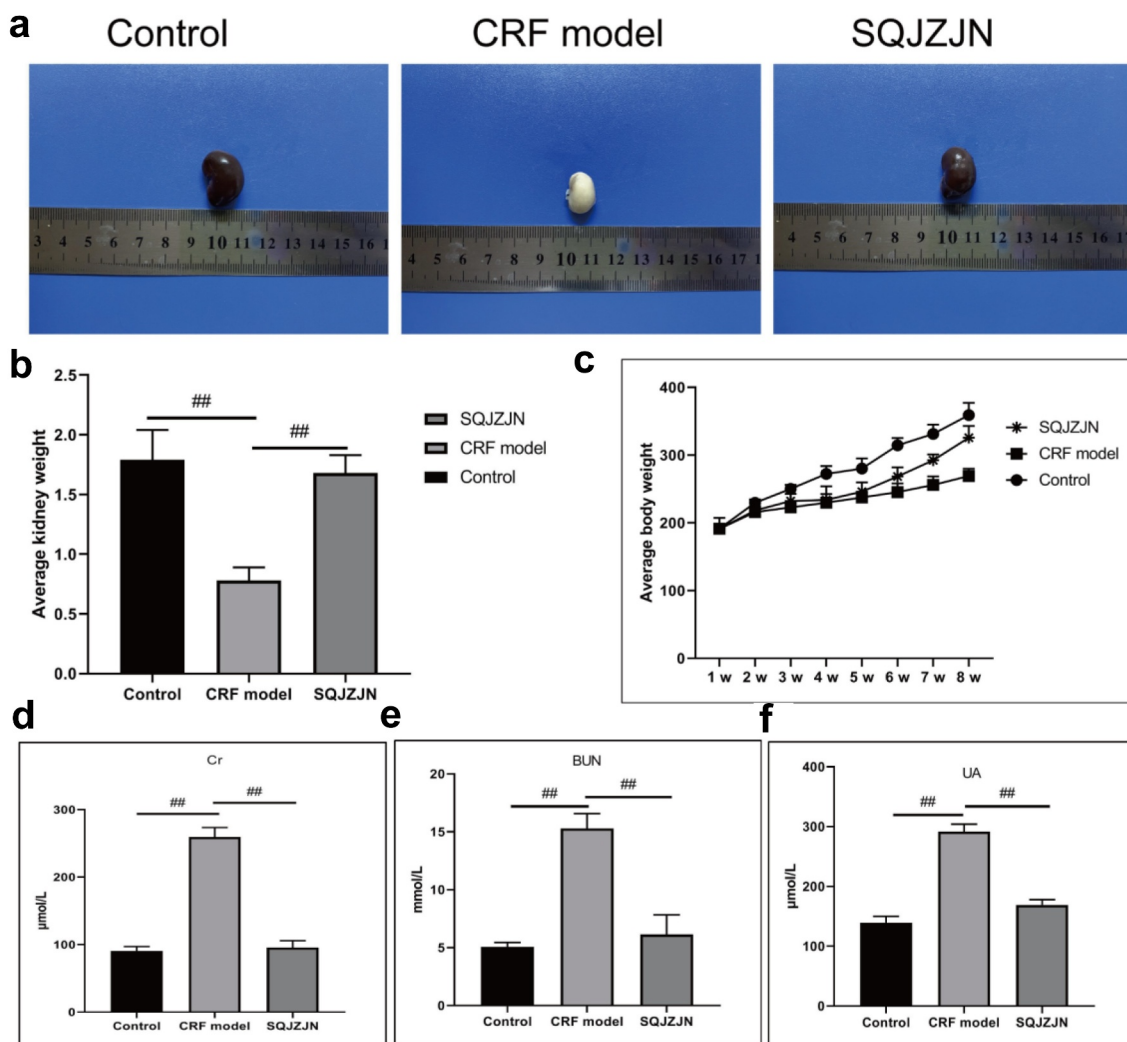 a
Control CRF model SQJZJN
3 4 5 6 7 8 9 10 11 12 13 14 15 16 1
4 5 6 7 8 9 10 11 12 13 14 15 16 17 1
4 5 6 7 8 9 10 11 12 13 14 15 16 1
b
Average kidney weight
2.5
2.0
1.5
1.0
0.5
0.0
##
##
Control CRF model SQJZJN
SQJZJN
CRF model
Control
c
Average body weight
400
300
200
100
0
1 w 2 w 3 w 4 w 5 w 6 w 7 w 8 w
SQJZJN
CRF model
Control
d
Cr
µmol/L
300
200
100
0
##
##
Control CRF model SQJZJN
e
BUN
mmol/L
20
15
10
5
0
##
##
Control CRF model SQJZJN
f
UA
µmol/L
400
300
200
100
0
##
##
Control CRF model SQJZJN